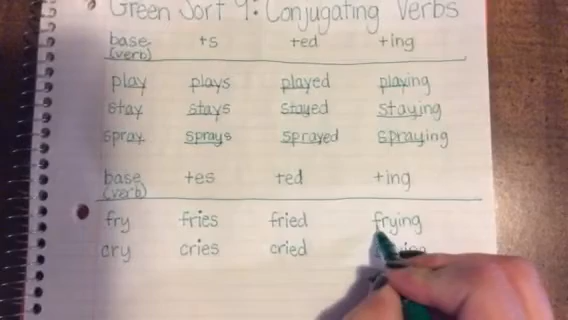 Green Sort 9: Conjugating Verbs
base (verb) +s +ed +ing
play plays played playing
stay stays stayed staying
spray sprays sprayed spraying
base (verb) +es +ed +ing
fry fries fried frying
cry cries cried